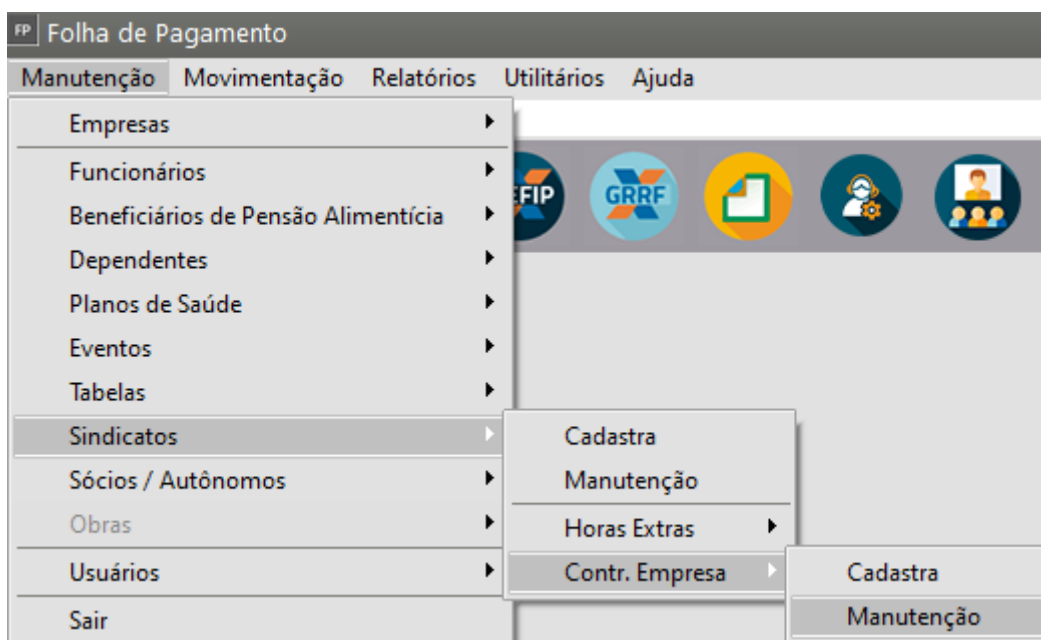 FP Folha de Pagamento
Manutenção Movimentação Relatórios Utilitários Ajuda
Empresas
Funcionários
Beneficiários de Pensão Alimentícia
Dependentes
Planos de Saúde
Eventos
Tabelas
Sindicatos
Sócios / Autônomos
Obras
Usuários
Sair
EFIP
GRRF
Cadastra
Manutenção
Horas Extras
Contr. Empresa
Cadastra
Manutenção